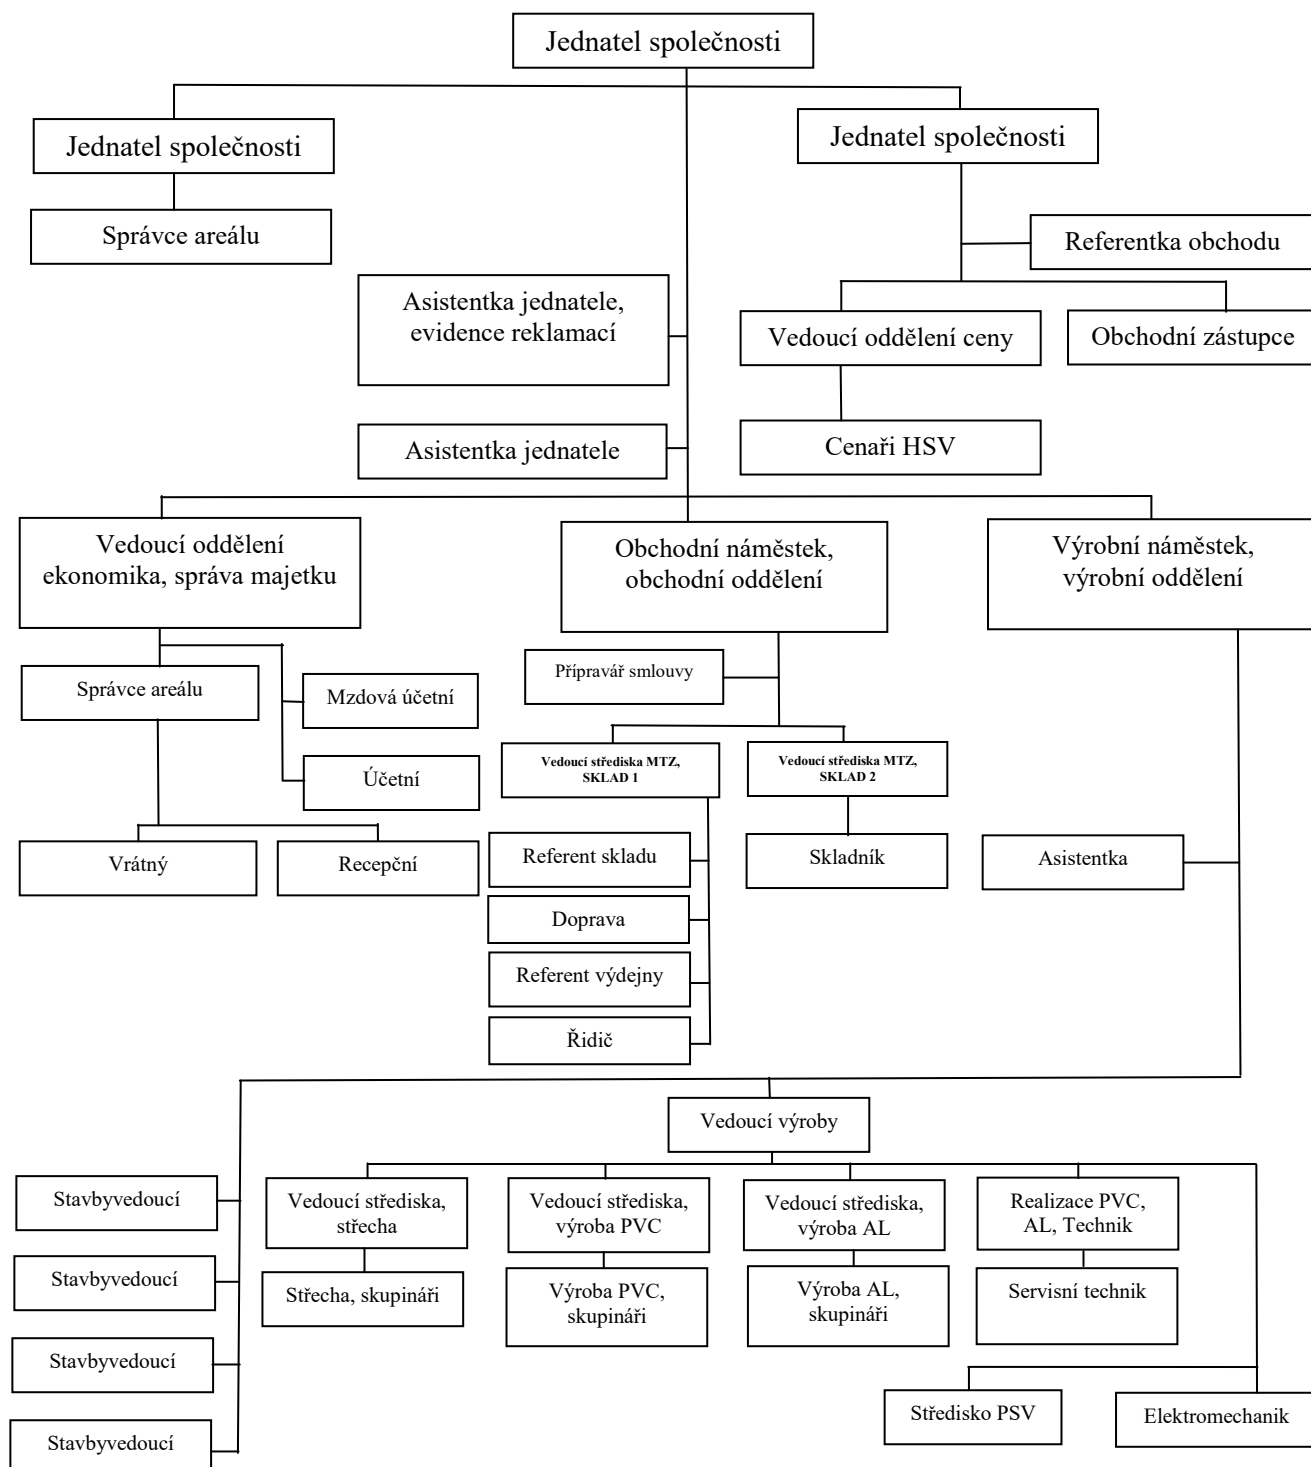 Jednatel společnosti
Jednatel společnosti
Jednatel společnosti
Správce areálu
Referentka obchodu
Asistentka jednatele,
evidence reklamací
Vedoucí oddělení ceny
Obchodní zástupce
Asistentka jednatele
Cenaři HSV
Vedoucí oddělení
ekonomika, správa majetku
Obchodní náměstek,
obchodní oddělení
Výrobní náměstek,
výrobní oddělení
Správce areálu
Mzdová účetní
Účetní
Vrátný
Recepční
Přípravář smlouvy
Vedoucí střediska MTZ,
SKLAD 1
Vedoucí střediska MTZ,
SKLAD 2
Referent skladu
Doprava
Referent výdejny
Řidič
Skladník
Asistentka
Vedoucí výroby
Stavbyvedoucí
Stavbyvedoucí
Stavbyvedoucí
Stavbyvedoucí
Vedoucí střediska,
střecha
Střecha, skupináři
Vedoucí střediska,
výroba PVC
Výroba PVC,
skupináři
Vedoucí střediska,
výroba AL
Výroba AL,
skupináři
Realizace PVC,
AL, Technik
Servisní technik
Středisko PSV
Elektromechanik